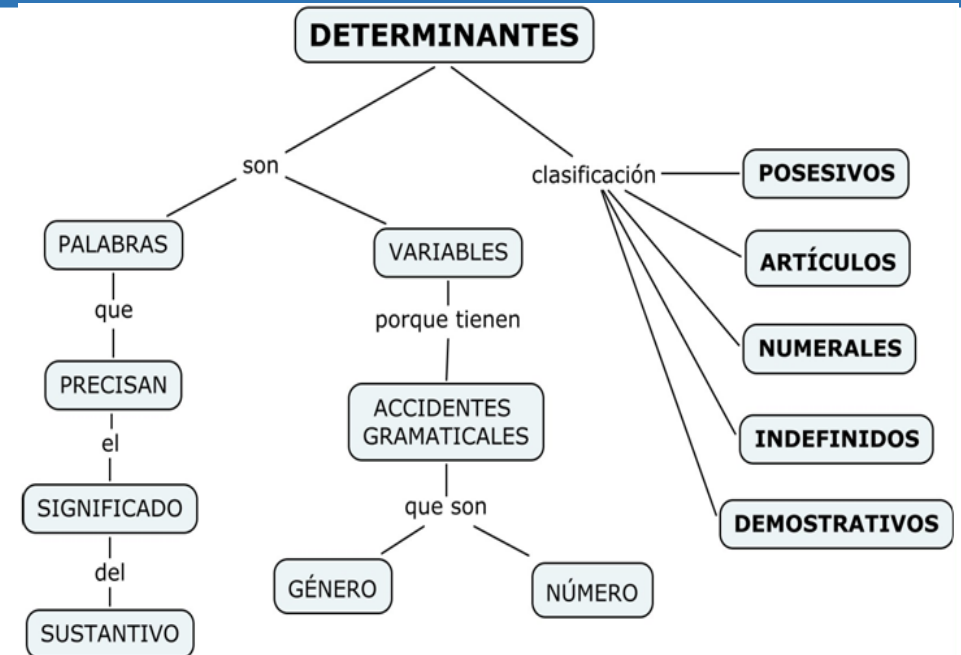 DETERMINANTES
son
PALABRAS
que
PRECISAN
el
SIGNIFICADO
del
SUSTANTIVO
VARIABLES
porque tienen
ACCIDENTES
GRAMATICALES
que son
GÉNERO
NÚMERO
clasificación
POSESIVOS
ARTÍCULOS
NUMERALES
INDEFINIDOS
DEMOSTRATIVOS